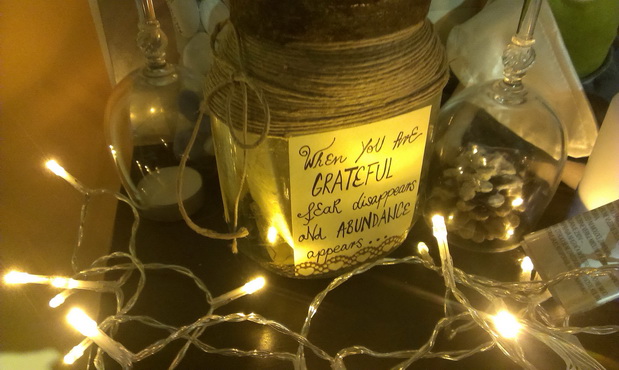 When You ARE
GRATEFUL
fEAR disappears
aNd ABUNDANCE
appears...